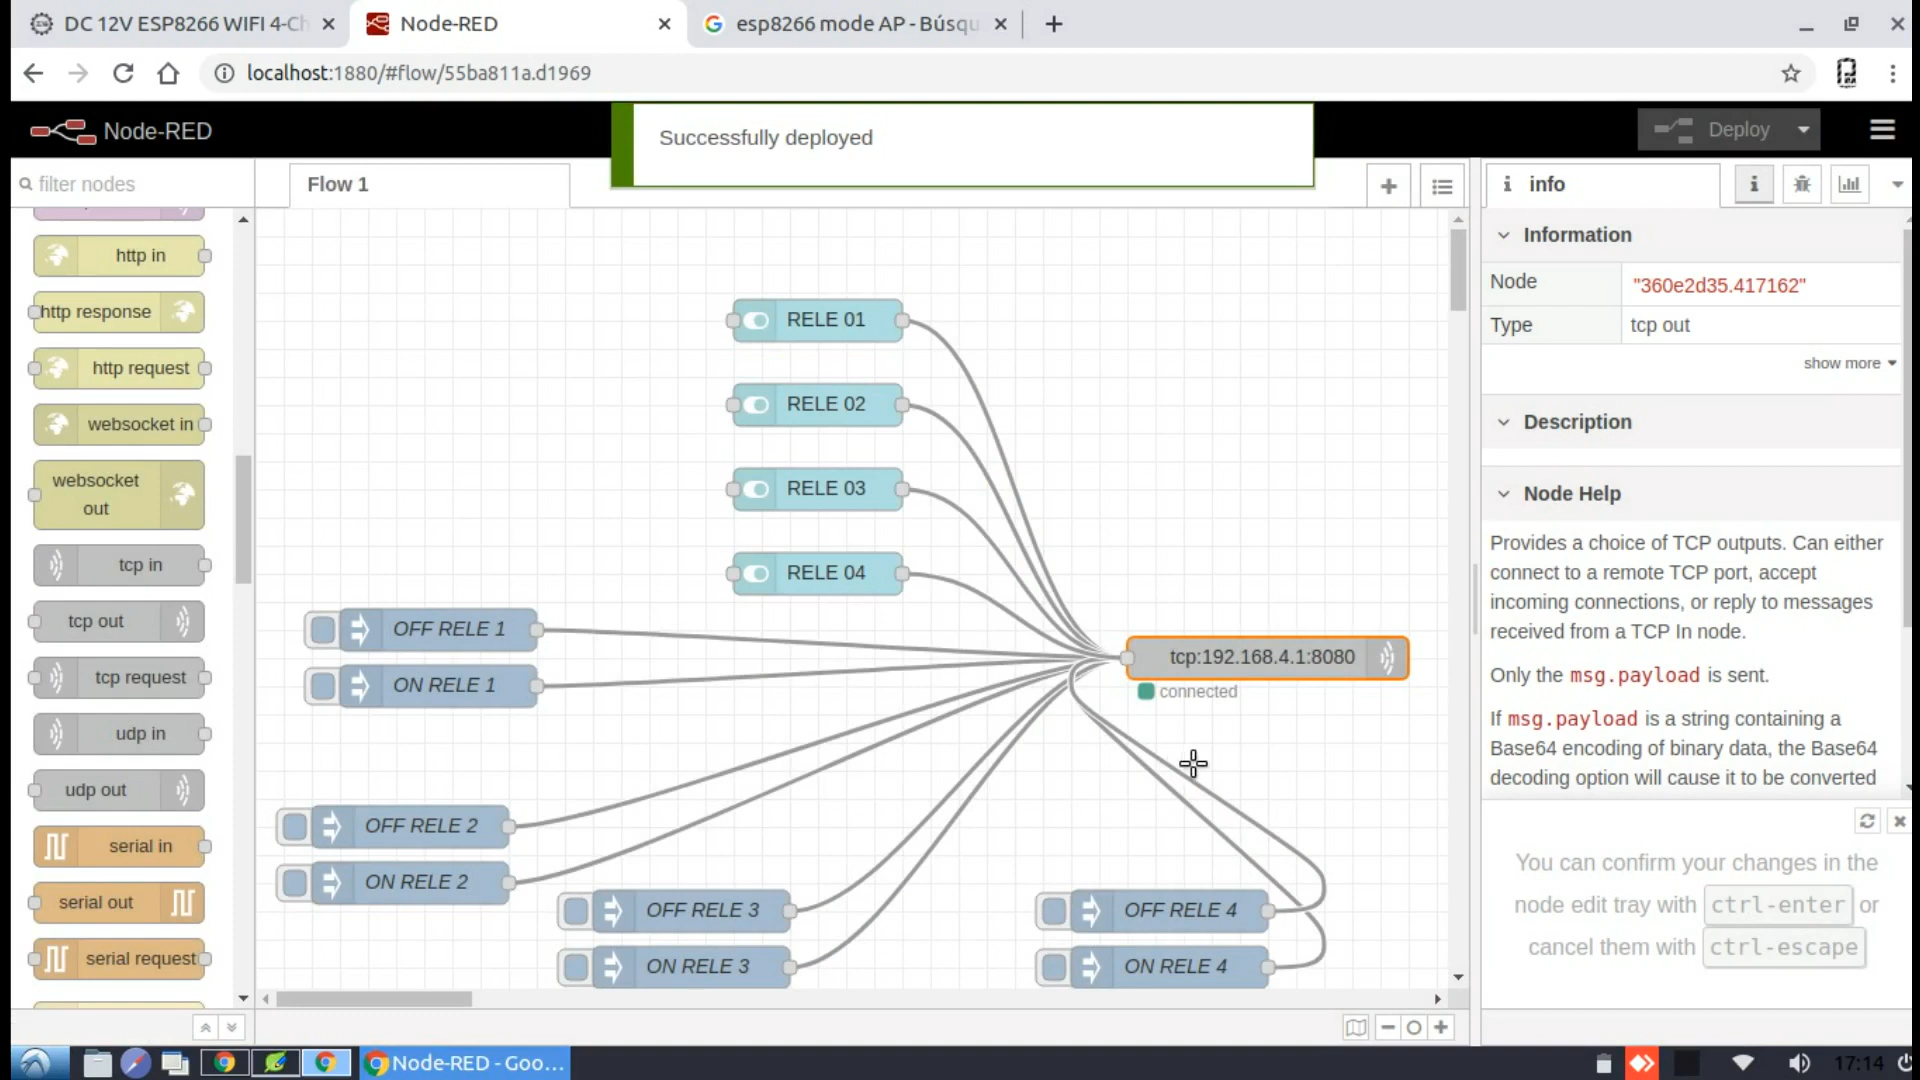 DC 12V ESP8266 WIFI 4-Ch
Node-RED
esp8266 mode AP - Búsqu
localhost:1880/#flow/55ba811a.d1969
Node-RED
Successfully deployed
Deploy
filter nodes
Flow 1
info
http in
http response
http request
websocket in
websocket
out
tcp in
tcp out
tcp request
udp in
udp out
serial in
serial out
serial request
RELE 01
RELE 02
RELE 03
RELE 04
OFF RELE 1
ON RELE 1
tcp:192.168.4.1:8080
connected
OFF RELE 2
ON RELE 2
OFF RELE 3
ON RELE 3
OFF RELE 4
ON RELE 4
Information
Node "360e2d35.417162"
Type tcp out
show more
Description
Node Help
Provides a choice of TCP outputs. Can either
connect to a remote TCP port, accept
incoming connections, or reply to messages
received from a TCP In node.
Only the msg.payload is sent.
If msg.payload is a string containing a
Base64 encoding of binary data, the Base64
decoding option will cause it to be converted
You can confirm your changes in the
node edit tray with ctrl-enter or
cancel them with ctrl-escape
Node-RED - Goo...
17:14